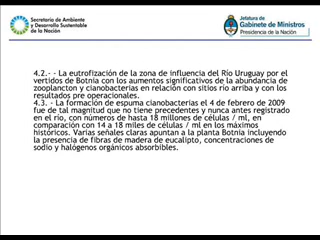 Secretaría de Ambiente
y Desarrollo Sustentable
de la Nación
Jefatura de
Gabinete de Ministros
Presidencia de la Nación
4.2.- - La eutrofización de la zona de influencia del Río Uruguay por el
vertidos de Botnia con los aumentos significativos de la abundancia de
zooplancton y cianobacterias en relación con sitios río arriba y con los
resultados pre operacionales.
4.3. - La formación de espuma cianobacterias el 4 de febrero de 2009
fue de tal magnitud que no tiene precedentes y nunca antes registrado
en el río, con números de hasta 18 millones de células / ml, en
comparación con 14 a 18 miles de células / ml en los máximos
históricos. Varias señales claras apuntan a la planta Botnia incluyendo
la presencia de fibras de madera de eucalipto, concentraciones de
sodio y halógenos orgánicos absorbibles.